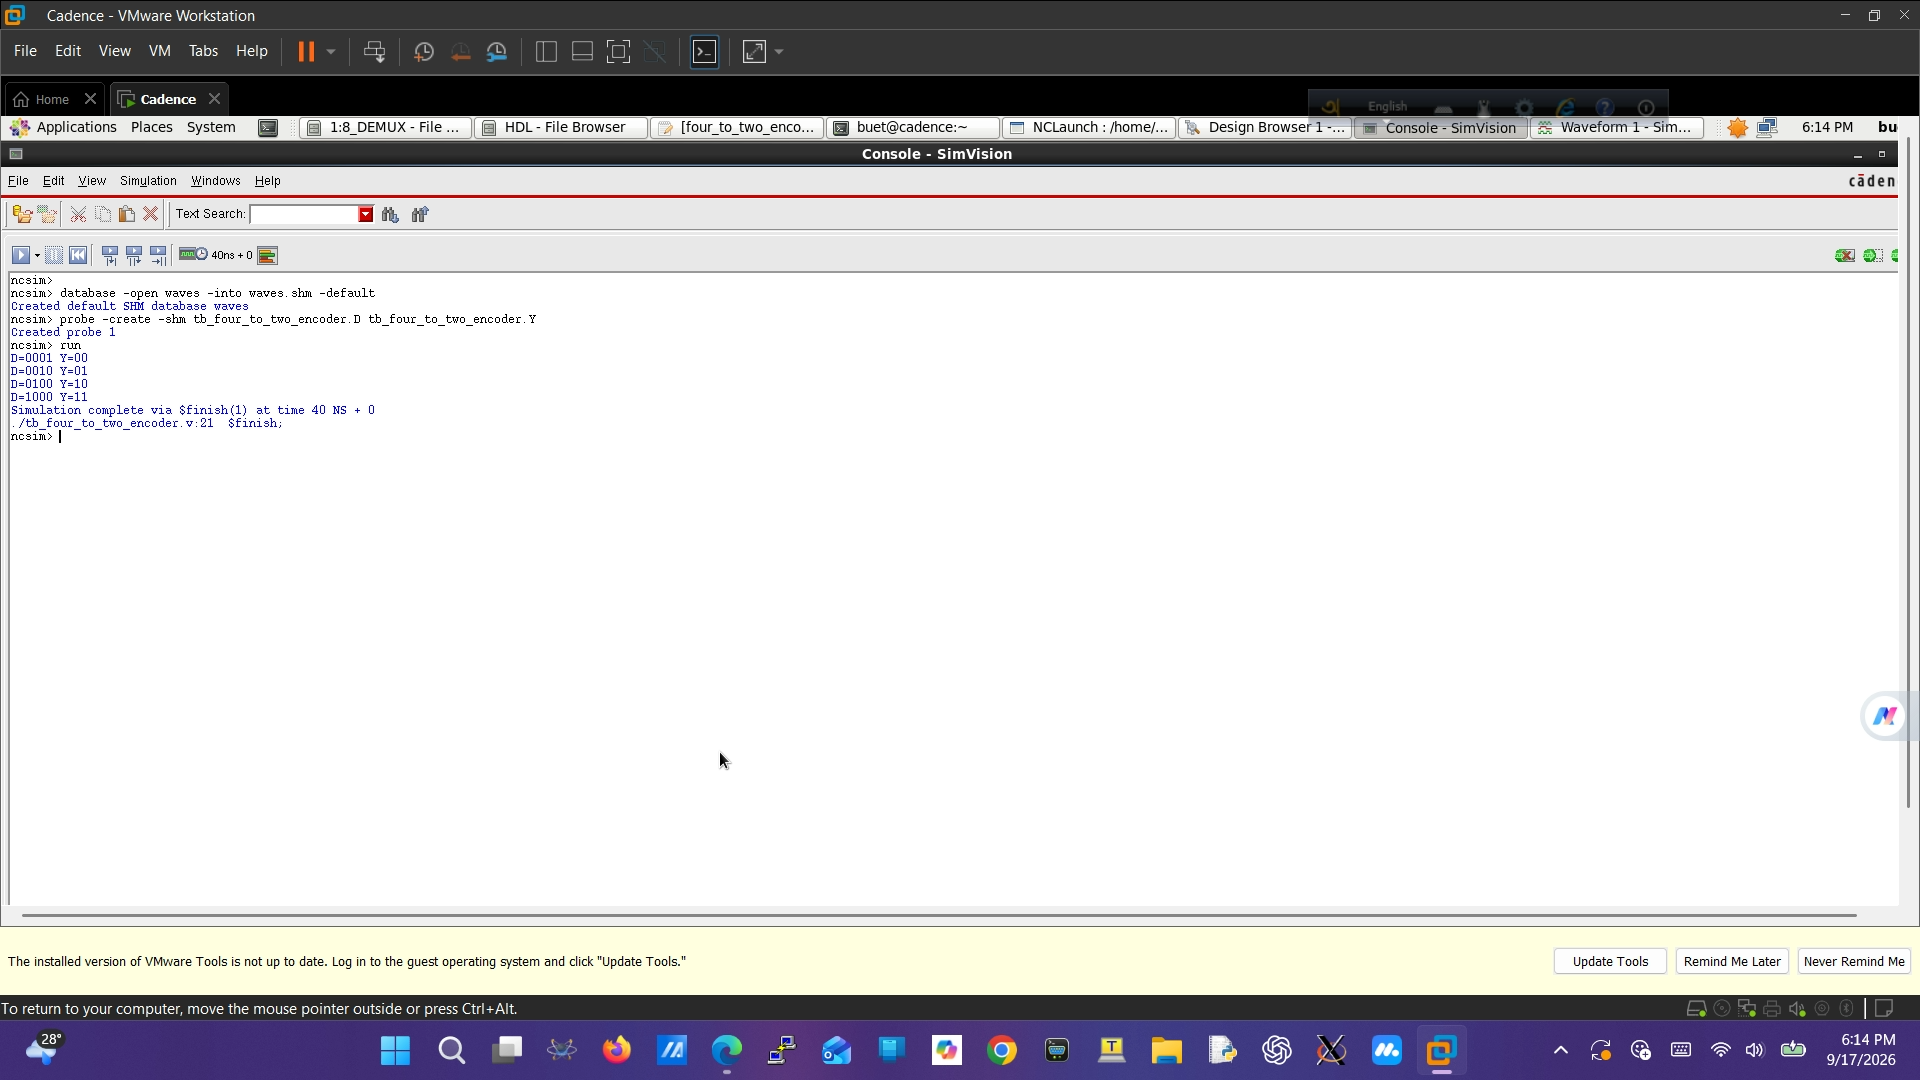 Cadence - VMware Workstation
File Edit View VM Tabs Help
Home Cadence
English
Applications Places System 1:8_DEMUX - File ... HDL - File Browser [four_to_two_enco... buet@cadence:~ NCLaunch : /home/... Design Browser 1 -... Console - SimVision Waveform 1 - Sim... 6:14 PM bu
Console - SimVision
File Edit View Simulation Windows Help
cāden
Text Search:
40ns + 0
ncsim>
ncsim> database -open waves -into waves.shm -default
Created default SHM database waves
ncsim> probe -create -shm tb_four_to_two_encoder.D tb_four_to_two_encoder.Y
Created probe 1
ncsim> run
D=0001 Y=00
D=0010 Y=01
D=0100 Y=10
D=1000 Y=11
Simulation complete via $finish(1) at time 40 NS + 0
./tb_four_to_two_encoder.v:21  $finish;
ncsim>
The installed version of VMware Tools is not up to date. Log in to the guest operating system and click "Update Tools."
Update Tools Remind Me Later Never Remind Me
To return to your computer, move the mouse pointer outside or press Ctrl+Alt.
28°
6:14 PM
9/17/2026